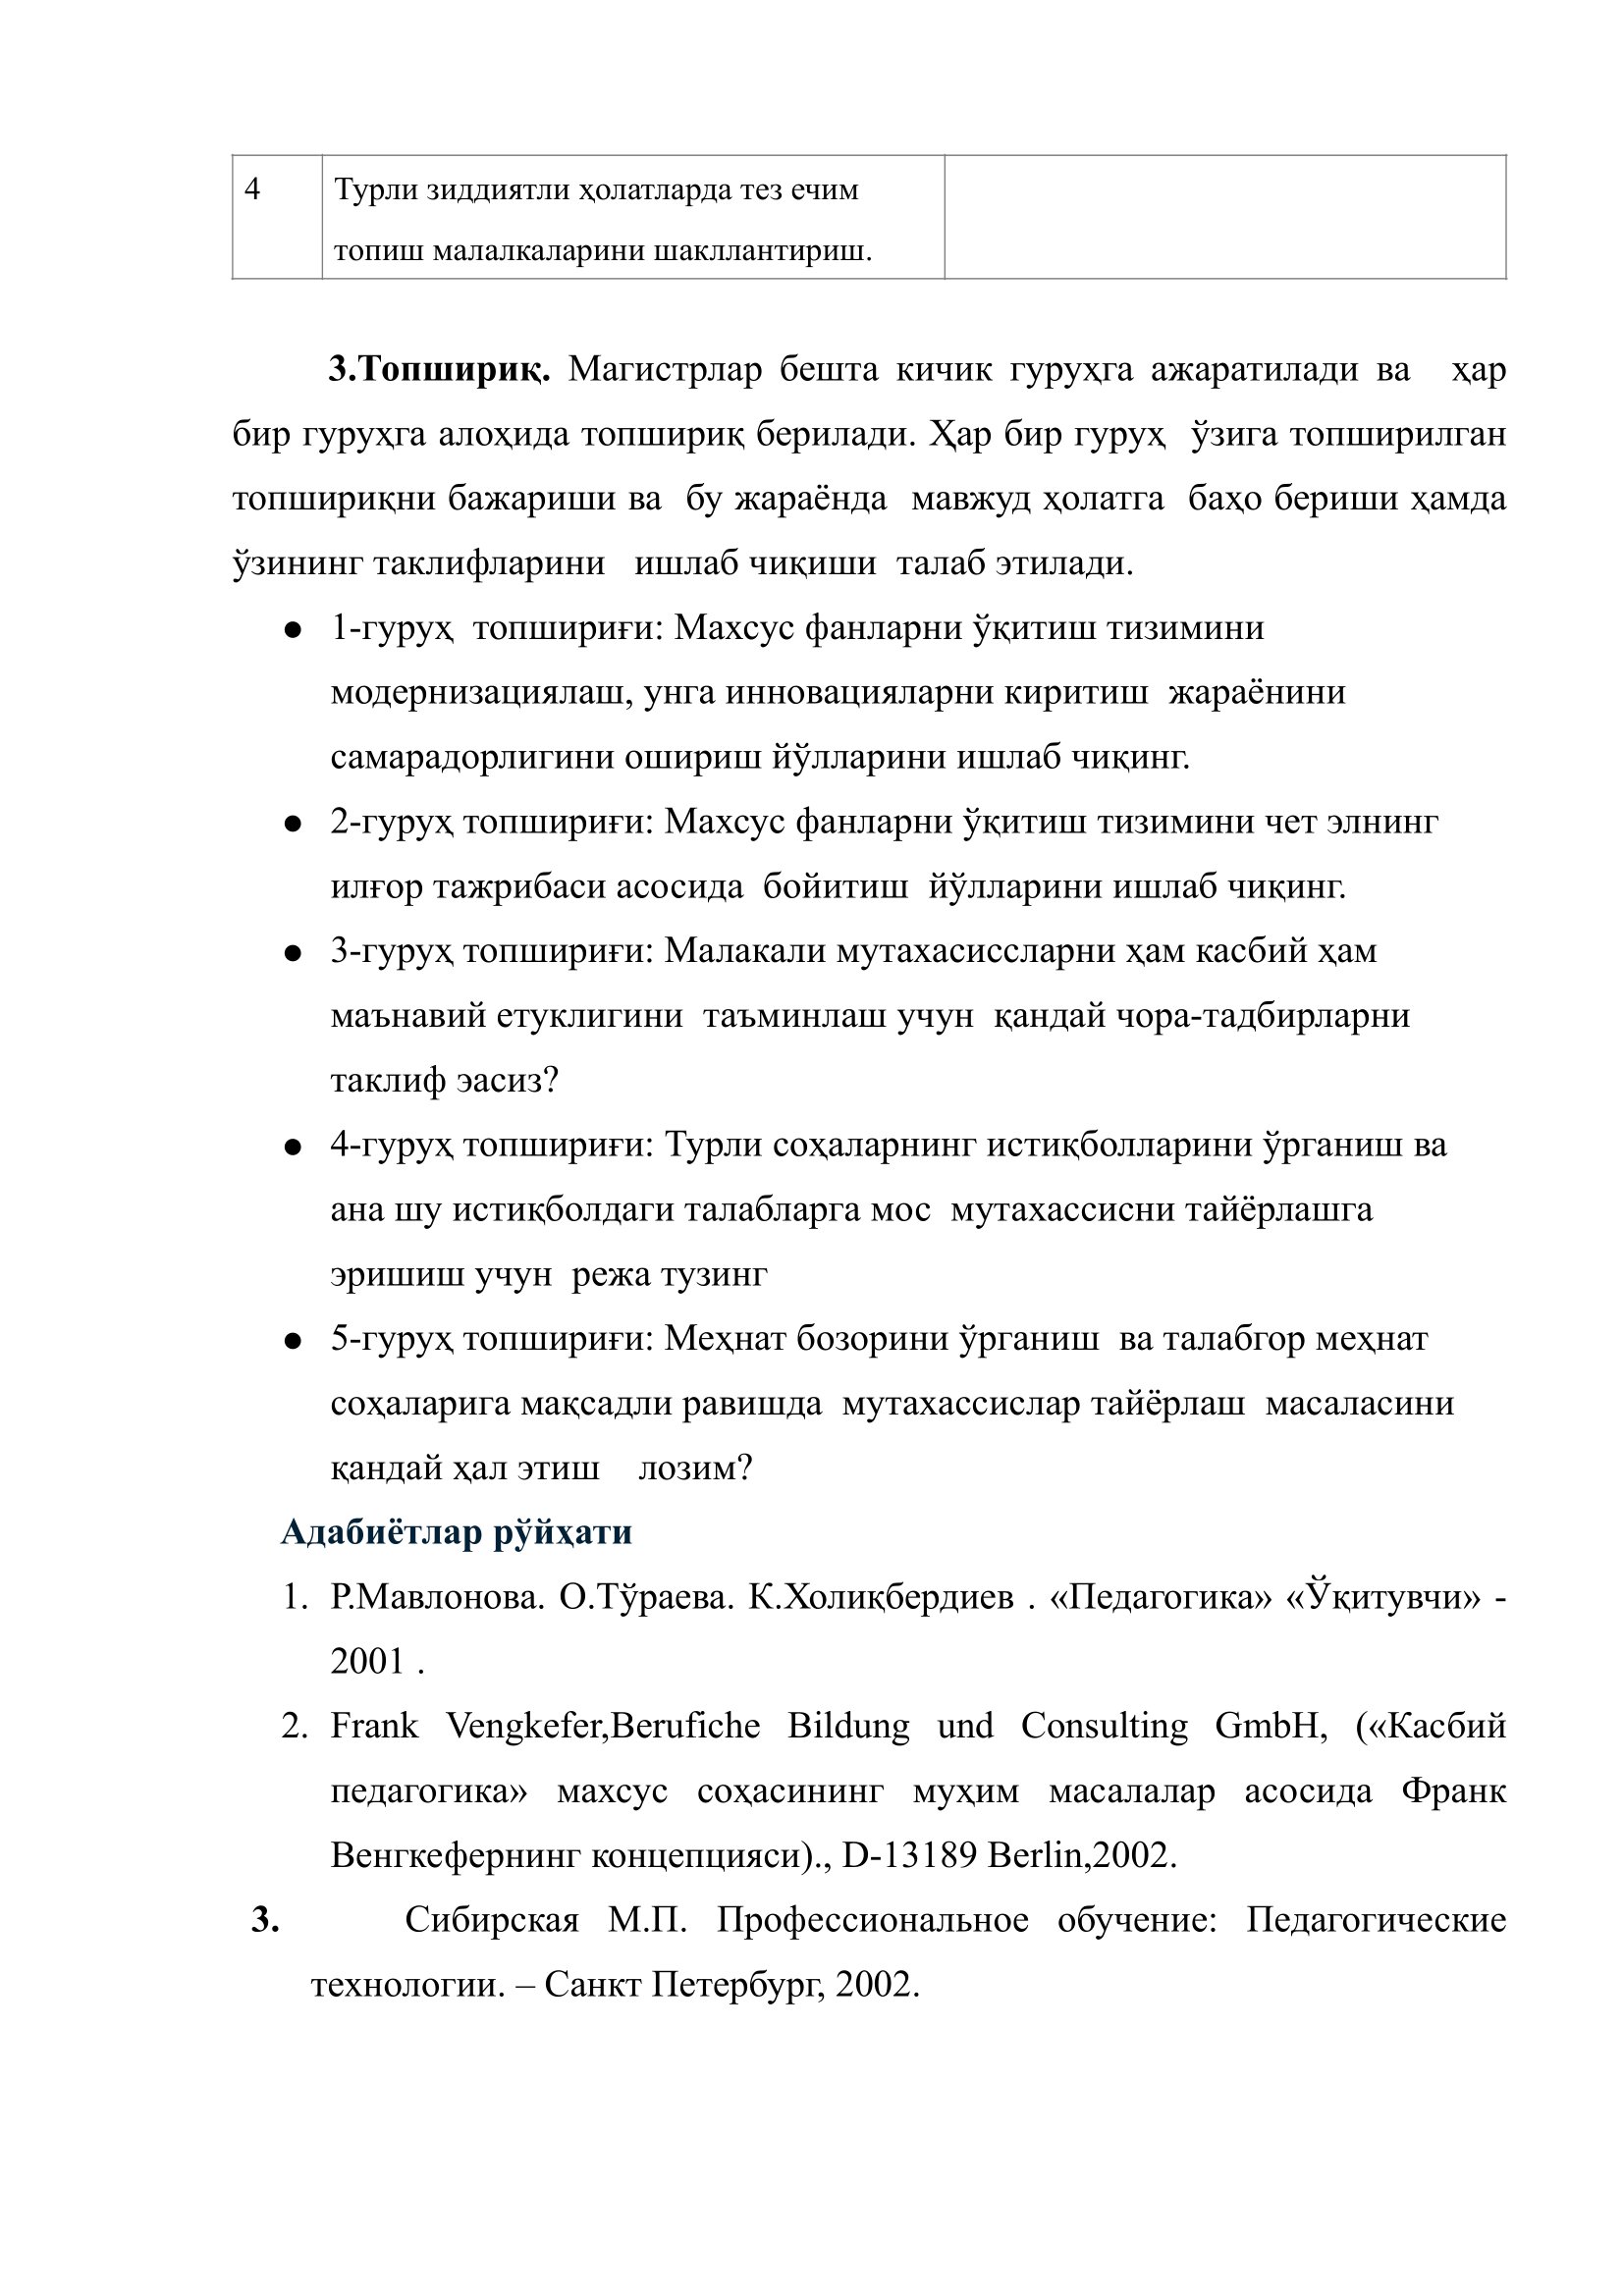 4
Турли зиддиятли ҳолатларда тез ечим
топиш малалкаларини шакллантириш.
3.Топшириқ. Магистрлар бешта кичик гуруҳга ажаратилади ва ҳар
бир гуруҳга алоҳида топшириқ берилади. Ҳар бир гуруҳ ўзига топширилган
топшириқни бажариши ва бу жараёнда мавжуд ҳолатга баҳо бериши ҳамда
ўзининг таклифларини ишлаб чиқиши талаб этилади.
● 1-гуруҳ топшириғи: Махсус фанларни ўқитиш тизимини
модернизациялаш, унга инновацияларни киритиш жараёнини
самарадорлигини ошириш йўлларини ишлаб чиқинг.
● 2-гуруҳ топшириғи: Махсус фанларни ўқитиш тизимини чет элнинг
илғор тажрибаси асосида бойитиш йўлларини ишлаб чиқинг.
● 3-гуруҳ топшириғи: Малакали мутахасиссларни ҳам касбий ҳам
маънавий етуклигини таъминлаш учун қандай чора-тадбирларни
таклиф эасиз?
● 4-гуруҳ топшириғи: Турли соҳаларнинг истиқболларини ўрганиш ва
ана шу истиқболдаги талабларга мос мутахассисни тайёрлашга
эришиш учун режа тузинг
● 5-гуруҳ топшириғи: Меҳнат бозорини ўрганиш ва талабгор меҳнат
соҳаларига мақсадли равишда мутахассислар тайёрлаш масаласини
қандай ҳал этиш лозим?
Адабиётлар рўйҳати
1. Р.Мавлонова. О.Тўраева. К.Холиқбердиев . «Педагогика» «Ўқитувчи» -
2001 .
2. Frank Vengkefer,Berufiche Bildung und Consulting GmbH, («Касбий
педагогика» махсус соҳасининг муҳим масалалар асосида Франк
Венгкефернинг концепцияси)., D-13189 Berlin,2002.
3. Сибирская М.П. Профессиональное обучение: Педагогические
технологии. – Санкт Петербург, 2002.